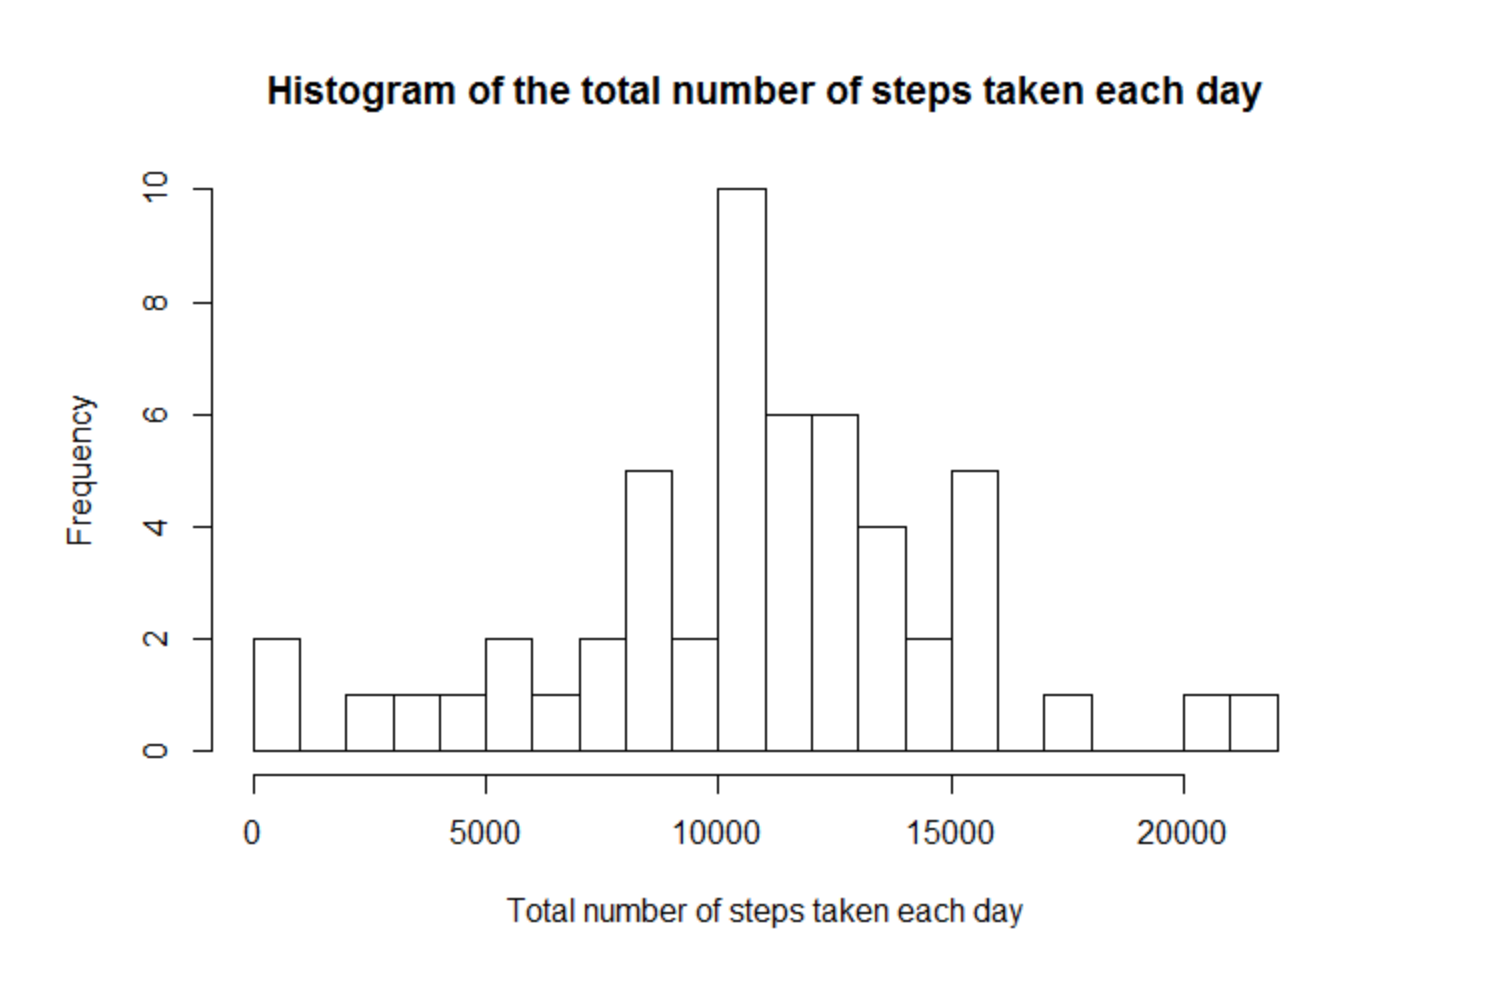 Histogram of the total number of steps taken each day
10
8
6
4
2
0
Frequency
0 5000 10000 15000 20000
Total number of steps taken each day